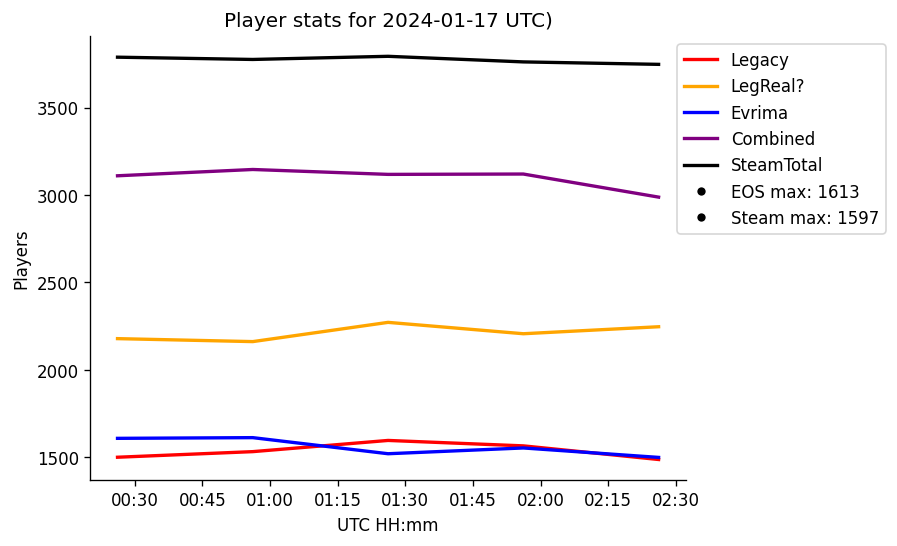 Player stats for 2024-01-17 UTC)
Legacy
LegReal?
Evrima
Combined
SteamTotal
EOS max: 1613
Steam max: 1597
Players
3500
3000
2500
2000
1500
00:30 00:45 01:00 01:15 01:30 01:45 02:00 02:15 02:30
UTC HH:mm